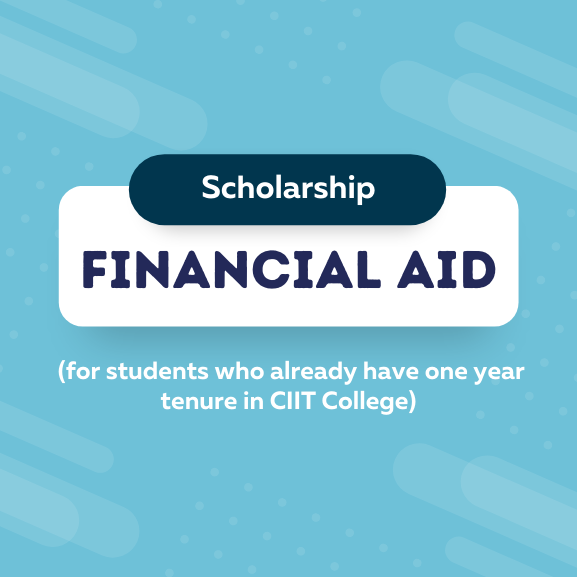 Scholarship
FINANCIAL AID
(for students who already have one year
tenure in CIIT College)